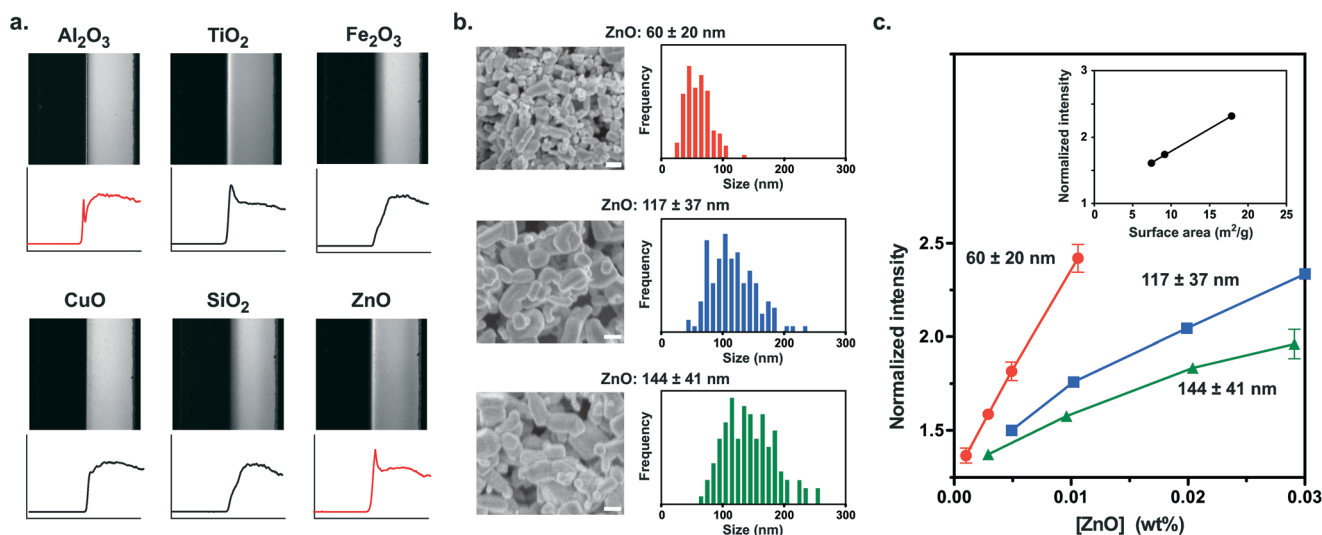 a.
Al2O3 TiO2 Fe2O3
CuO SiO2 ZnO
b.
ZnO: 60 ± 20 nm
Frequency
0 100 200 300
Size (nm)
ZnO: 117 ± 37 nm
Frequency
0 100 200 300
Size (nm)
ZnO: 144 ± 41 nm
Frequency
0 100 200 300
Size (nm)
c.
Normalized intensity
3
2
1
0 5 10 15 20 25
Surface area (m²/g)
Normalized intensity
2.5
2.0
1.5
60 ± 20 nm
117 ± 37 nm
144 ± 41 nm
0.00 0.01 0.02 0.03
[ZnO] (wt%)